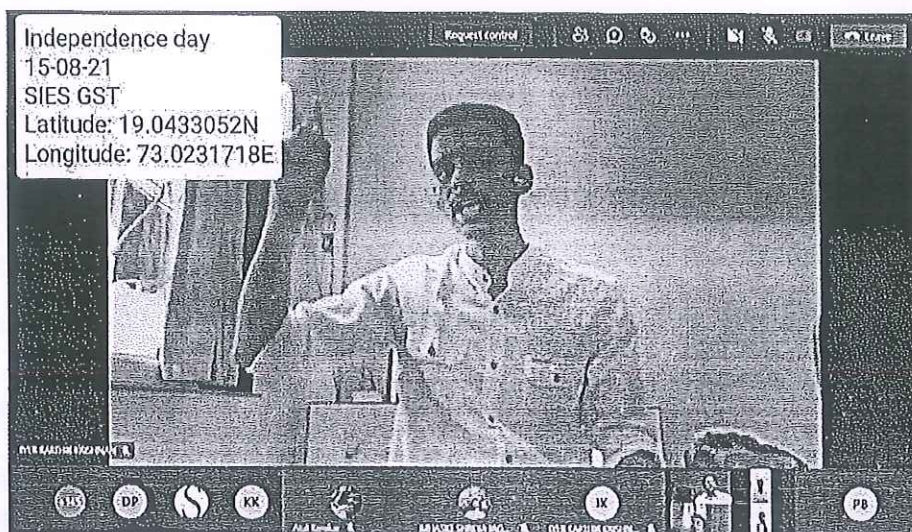 Independence day
15-08-21
SIES GST
Latitude: 19.0433052N
Longitude: 73.0231718E
Request control
Leave
DP
KK
IX
PB